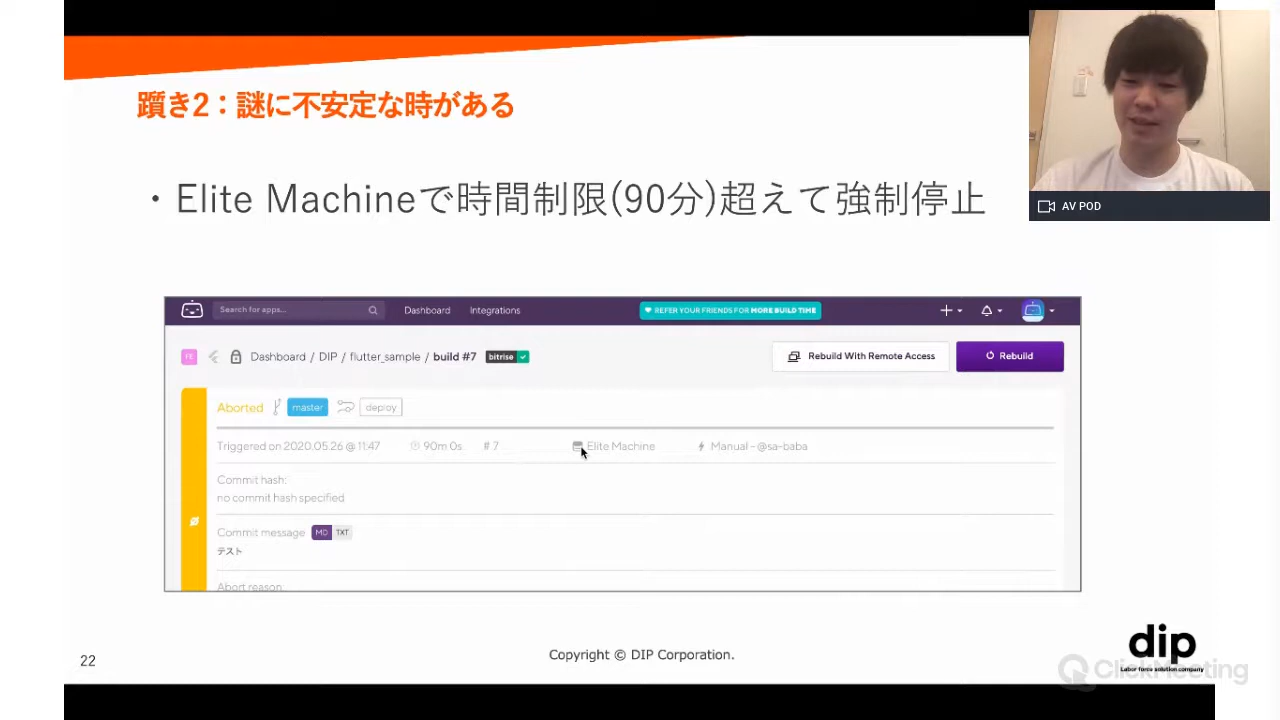 躓き2：謎に不安定な時がある
・Elite Machineで時間制限(90分)超えて強制停止
AV POD
Search for apps...
Dashboard
Integrations
REFER YOUR FRIENDS FOR MORE BUILD TIME
FE
Dashboard / DIP / flutter_sample / build #7
bitrise
Rebuild With Remote Access
Rebuild
Aborted
master
deploy
Triggered on 2020.05.26 @ 11:47
90m 0s
# 7
Elite Machine
Manual - @sa-baba
Commit hash:
no commit hash specified
Commit message
MD
TXT
テスト
Abort reason:
22
Copyright © DIP Corporation.
dip
Labor force solution company
ClickMeeting